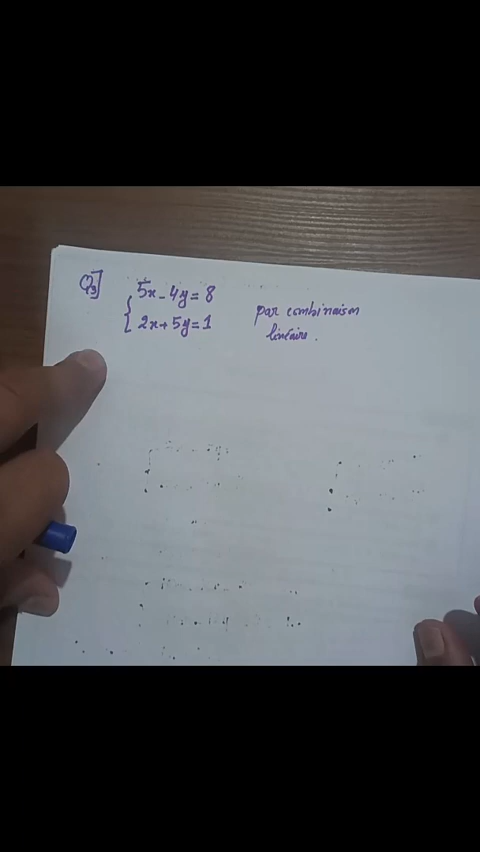 Q3]
5x - 4y = 8
2x + 5y = 1
par combinaison
linéaire.